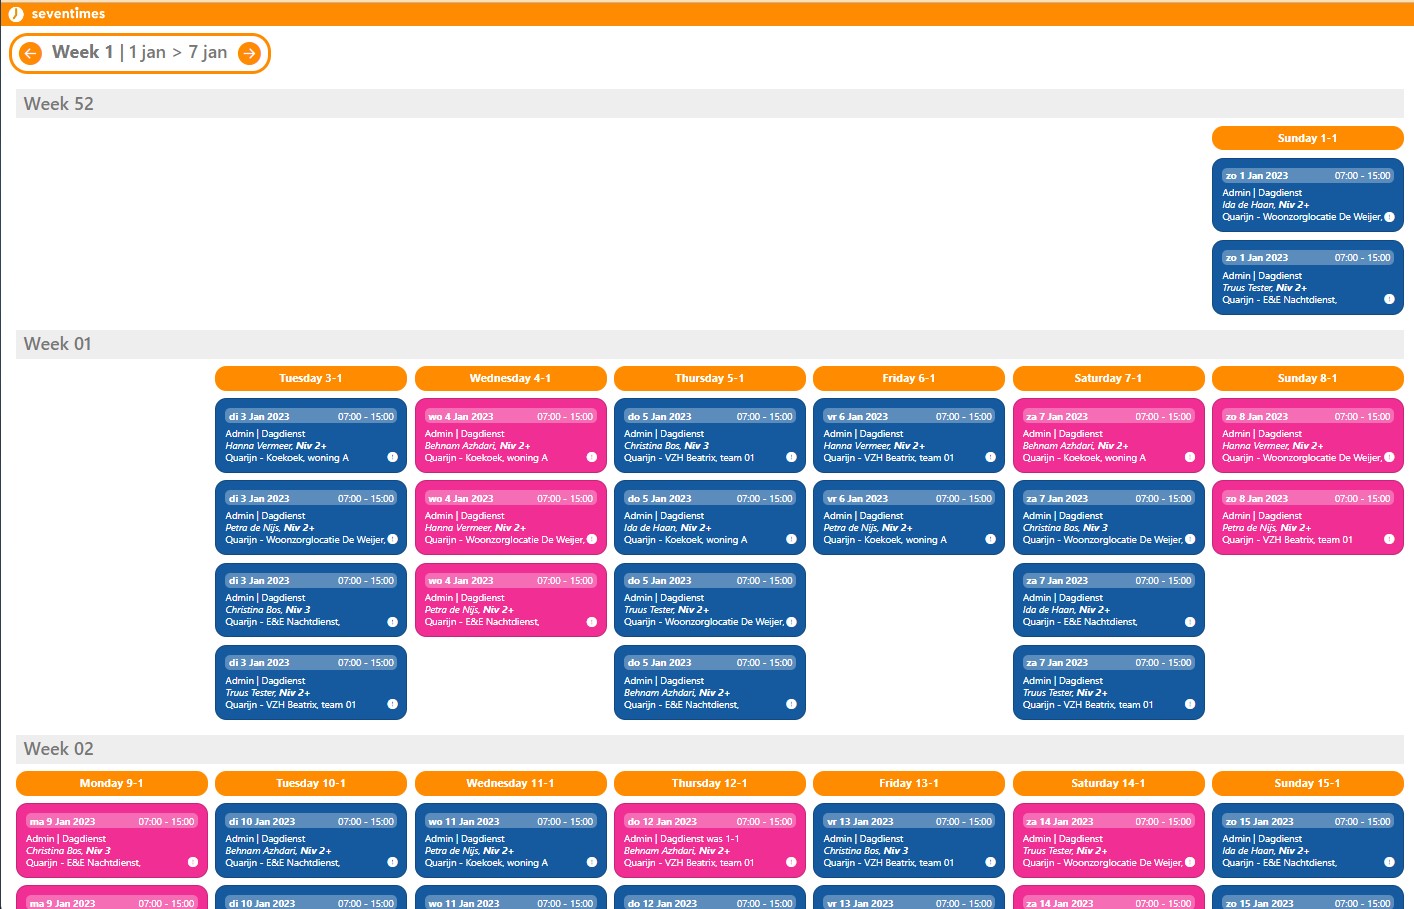 seventimes
Week 1 | 1 jan > 7 jan
Week 52
Sunday 1-1
zo 1 Jan 2023 07:00 - 15:00
Admin | Dagdienst
Ida de Haan, Niv 2+
Quarijn - Woonzorglocatie De Weijer,
zo 1 Jan 2023 07:00 - 15:00
Admin | Dagdienst
Truus Tester, Niv 2+
Quarijn - E&E Nachtdienst,
Week 01
Tuesday 3-1
di 3 Jan 2023 07:00 - 15:00
Admin | Dagdienst
Hanna Vermeer, Niv 2+
Quarijn - Koekoek, woning A
di 3 Jan 2023 07:00 - 15:00
Admin | Dagdienst
Petra de Nijs, Niv 2+
Quarijn - Woonzorglocatie De Weijer,
di 3 Jan 2023 07:00 - 15:00
Admin | Dagdienst
Christina Bos, Niv 3
Quarijn - E&E Nachtdienst,
di 3 Jan 2023 07:00 - 15:00
Admin | Dagdienst
Truus Tester, Niv 2+
Quarijn - VZH Beatrix, team 01
Wednesday 4-1
wo 4 Jan 2023 07:00 - 15:00
Admin | Dagdienst
Behnam Azhdari, Niv 2+
Quarijn - Koekoek, woning A
wo 4 Jan 2023 07:00 - 15:00
Admin | Dagdienst
Hanna Vermeer, Niv 2+
Quarijn - Woonzorglocatie De Weijer,
wo 4 Jan 2023 07:00 - 15:00
Admin | Dagdienst
Petra de Nijs, Niv 2+
Quarijn - E&E Nachtdienst,
Thursday 5-1
do 5 Jan 2023 07:00 - 15:00
Admin | Dagdienst
Christina Bos, Niv 3
Quarijn - VZH Beatrix, team 01
do 5 Jan 2023 07:00 - 15:00
Admin | Dagdienst
Ida de Haan, Niv 2+
Quarijn - Koekoek, woning A
do 5 Jan 2023 07:00 - 15:00
Admin | Dagdienst
Truus Tester, Niv 2+
Quarijn - Woonzorglocatie De Weijer,
do 5 Jan 2023 07:00 - 15:00
Admin | Dagdienst
Behnam Azhdari, Niv 2+
Quarijn - E&E Nachtdienst,
Friday 6-1
vr 6 Jan 2023 07:00 - 15:00
Admin | Dagdienst
Hanna Vermeer, Niv 2+
Quarijn - VZH Beatrix, team 01
vr 6 Jan 2023 07:00 - 15:00
Admin | Dagdienst
Petra de Nijs, Niv 2+
Quarijn - Koekoek, woning A
Saturday 7-1
za 7 Jan 2023 07:00 - 15:00
Admin | Dagdienst
Behnam Azhdari, Niv 2+
Quarijn - Koekoek, woning A
za 7 Jan 2023 07:00 - 15:00
Admin | Dagdienst
Christina Bos, Niv 3
Quarijn - Woonzorglocatie De Weijer,
za 7 Jan 2023 07:00 - 15:00
Admin | Dagdienst
Ida de Haan, Niv 2+
Quarijn - E&E Nachtdienst,
za 7 Jan 2023 07:00 - 15:00
Admin | Dagdienst
Truus Tester, Niv 2+
Quarijn - VZH Beatrix, team 01
Sunday 8-1
zo 8 Jan 2023 07:00 - 15:00
Admin | Dagdienst
Hanna Vermeer, Niv 2+
Quarijn - Woonzorglocatie De Weijer,
zo 8 Jan 2023 07:00 - 15:00
Admin | Dagdienst
Petra de Nijs, Niv 2+
Quarijn - VZH Beatrix, team 01
Week 02
Monday 9-1
ma 9 Jan 2023 07:00 - 15:00
Admin | Dagdienst
Christina Bos, Niv 3
Quarijn - E&E Nachtdienst,
ma 9 Jan 2023 07:00 - 15:00
Tuesday 10-1
di 10 Jan 2023 07:00 - 15:00
Admin | Dagdienst
Behnam Azhdari, Niv 2+
Quarijn - E&E Nachtdienst,
di 10 Jan 2023 07:00 - 15:00
Wednesday 11-1
wo 11 Jan 2023 07:00 - 15:00
Admin | Dagdienst
Petra de Nijs, Niv 2+
Quarijn - Koekoek, woning A
wo 11 Jan 2023 07:00 - 15:00
Thursday 12-1
do 12 Jan 2023 07:00 - 15:00
Admin | Dagdienst was 1-1
Behnam Azhdari, Niv 2+
Quarijn - VZH Beatrix, team 01
do 12 Jan 2023 07:00 - 15:00
Friday 13-1
vr 13 Jan 2023 07:00 - 15:00
Admin | Dagdienst
Christina Bos, Niv 3
Quarijn - VZH Beatrix, team 01
vr 13 Jan 2023 07:00 - 15:00
Saturday 14-1
za 14 Jan 2023 07:00 - 15:00
Admin | Dagdienst
Truus Tester, Niv 2+
Quarijn - Woonzorglocatie De Weijer,
za 14 Jan 2023 07:00 - 15:00
Sunday 15-1
zo 15 Jan 2023 07:00 - 15:00
Admin | Dagdienst
Ida de Haan, Niv 2+
Quarijn - E&E Nachtdienst,
zo 15 Jan 2023 07:00 - 15:00